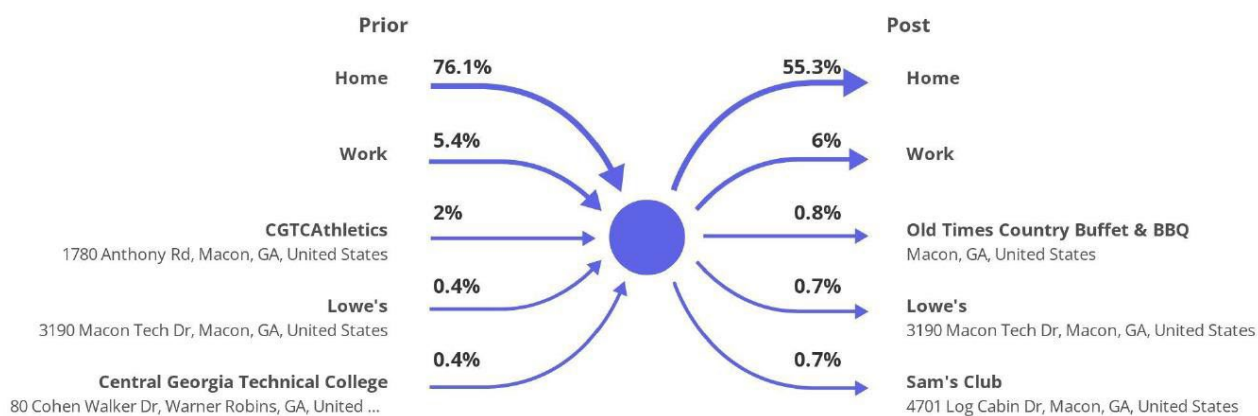 Prior
Post
Home
76.1%
55.3%
Home
Work
5.4%
6%
Work
CGTCAthletics
1780 Anthony Rd, Macon, GA, United States
2%
0.8%
Old Times Country Buffet & BBQ
Macon, GA, United States
Lowe's
3190 Macon Tech Dr, Macon, GA, United States
0.4%
0.7%
Lowe's
3190 Macon Tech Dr, Macon, GA, United States
Central Georgia Technical College
80 Cohen Walker Dr, Warner Robins, GA, United ...
0.4%
0.7%
Sam's Club
4701 Log Cabin Dr, Macon, GA, United States